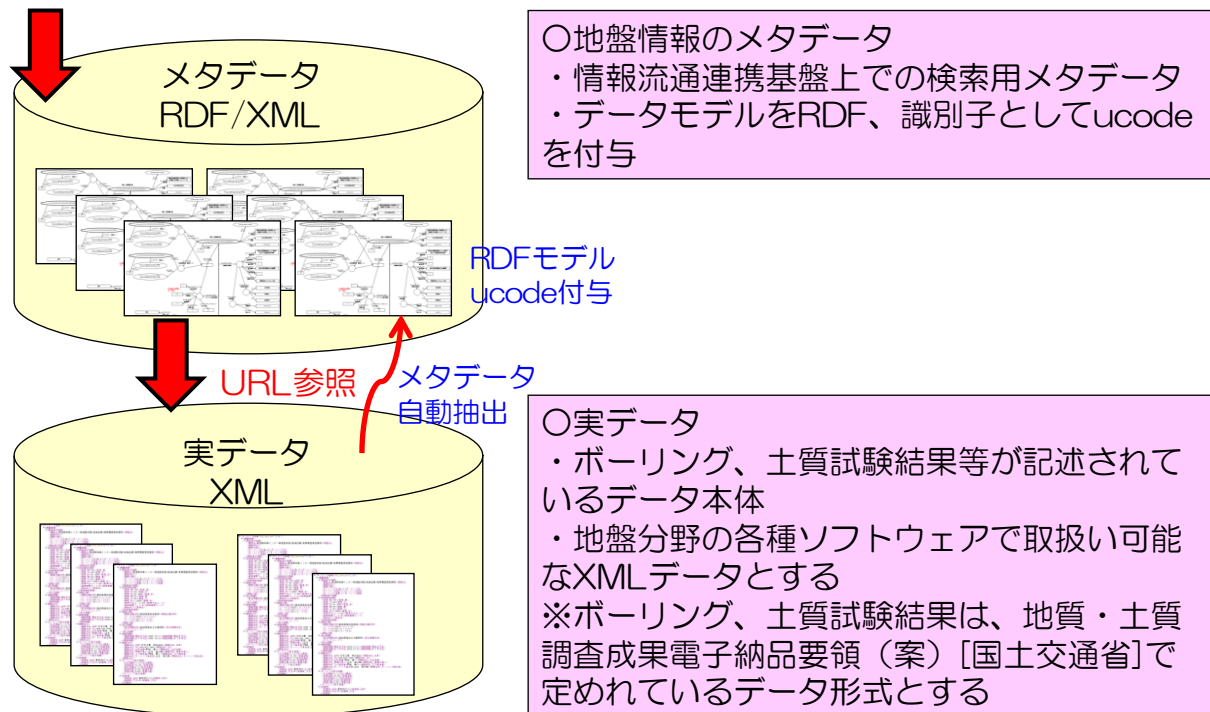 メタデータ
RDF/XML
RDFモデル
ucode付与
URL参照
メタデータ
自動抽出
実データ
XML
〇地盤情報のメタデータ
・情報流通連携基盤上での検索用メタデータ
・データモデルをRDF、識別子としてucode
を付与
〇実データ
・ボーリング、土質試験結果等が記述されて
いるデータ本体
・地盤分野の各種ソフトウェアで取扱い可能
なXMLデータとする
※ボーリング、土質試験結果は、地質・土質
調査成果電子納品要領（案）[国土交通省]で
定めれているデータ形式とする